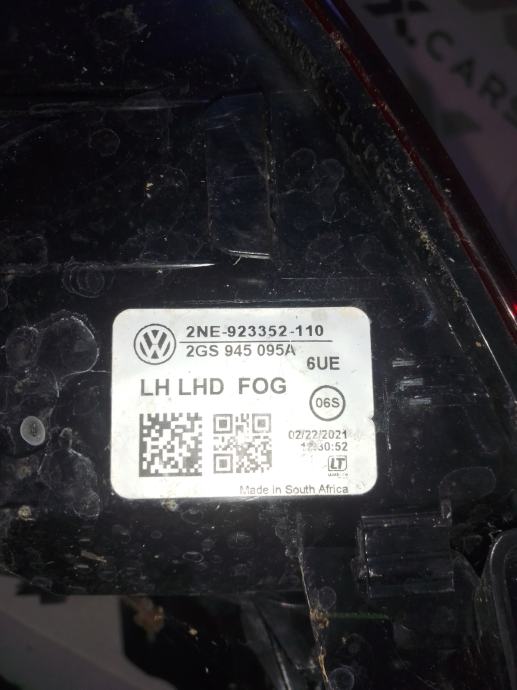 CARS
2NE-923352-110
2GS 945 095A
6UE
LH LHD FOG
06S
02/22/2021
LT
Made in South Africa